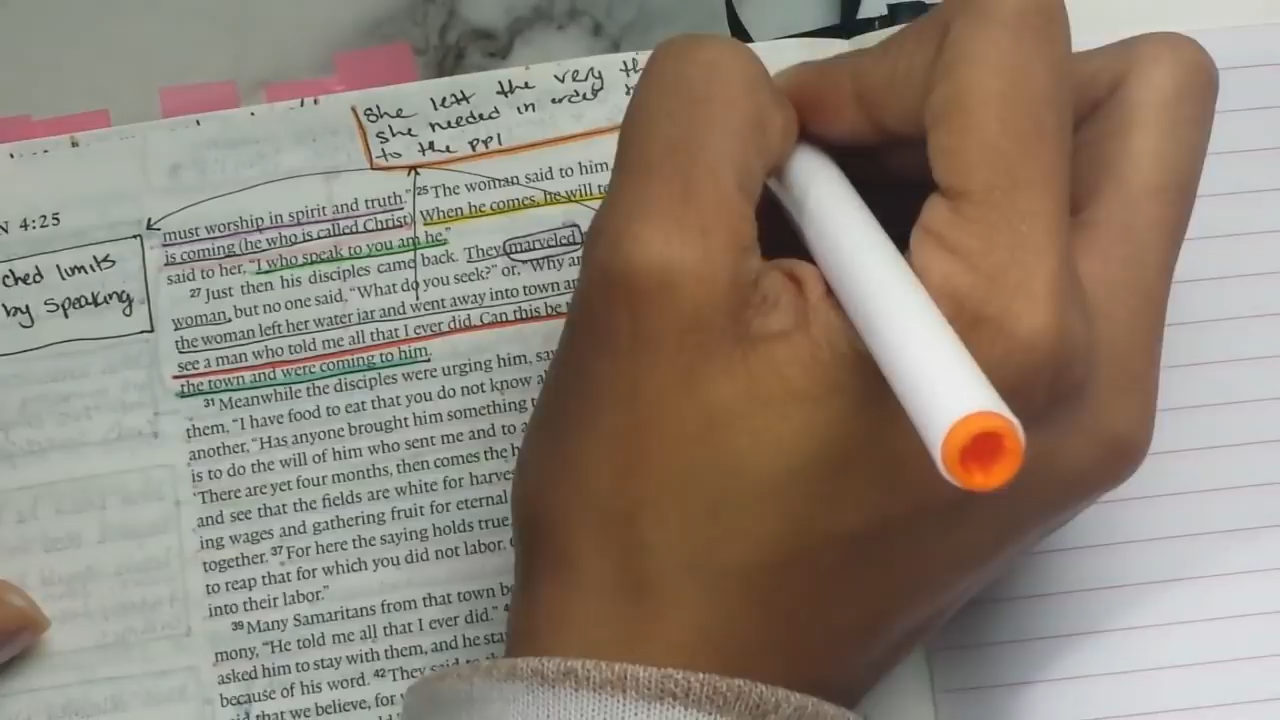 she left the very
she needed in order
to the ppl
N 4:25
ched limits
by speaking
must worship in spirit and truth." 25 The woman said to him,
is coming (he who is called Christ). When he comes, he will
said to her, "I who speak to you am he."
27 Just then his disciples came back. They marveled
woman, but no one said, "What do you seek?" or, "Why
the woman left her water jar and went away into town
see a man who told me all that I ever did. Can this be
the town and were coming to him.
31 Meanwhile the disciples were urging him,
them, "I have food to eat that you do not know
another, "Has anyone brought him something
is to do the will of him who sent me and to
'There are yet four months, then comes the
and see that the fields are white for
ing wages and gathering fruit for eternal
together. 37 For here the saying holds true,
to reap that for which you did not labor.
into their labor."
39 Many Samaritans from that town
mony, "He told me all that I ever did."
asked him to stay with them, and he
because of his word. 42 They said
that we believe, for